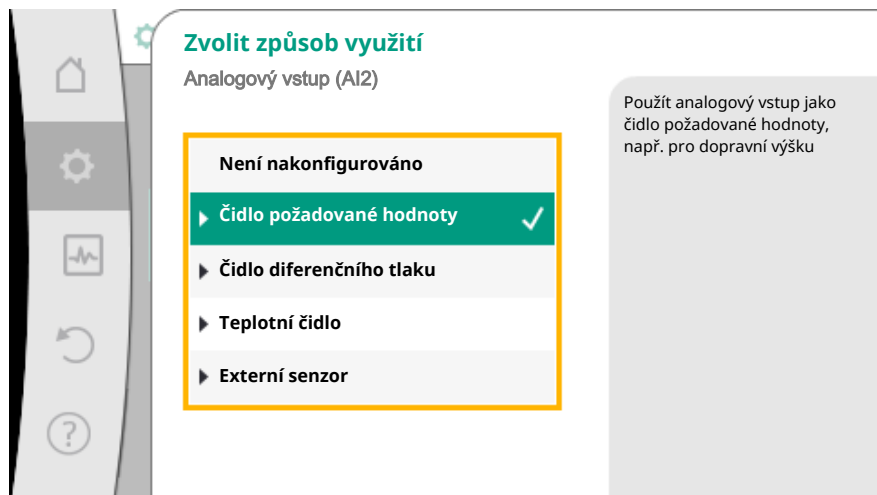 Zvolit způsob využití
Analogový vstup (AI2)
Není nakonfigurováno
Čidlo požadované hodnoty
Čidlo diferenčního tlaku
Teplotní čidlo
Externí senzor
Použít analogový vstup jako
čidlo požadované hodnoty,
např. pro dopravní výšku